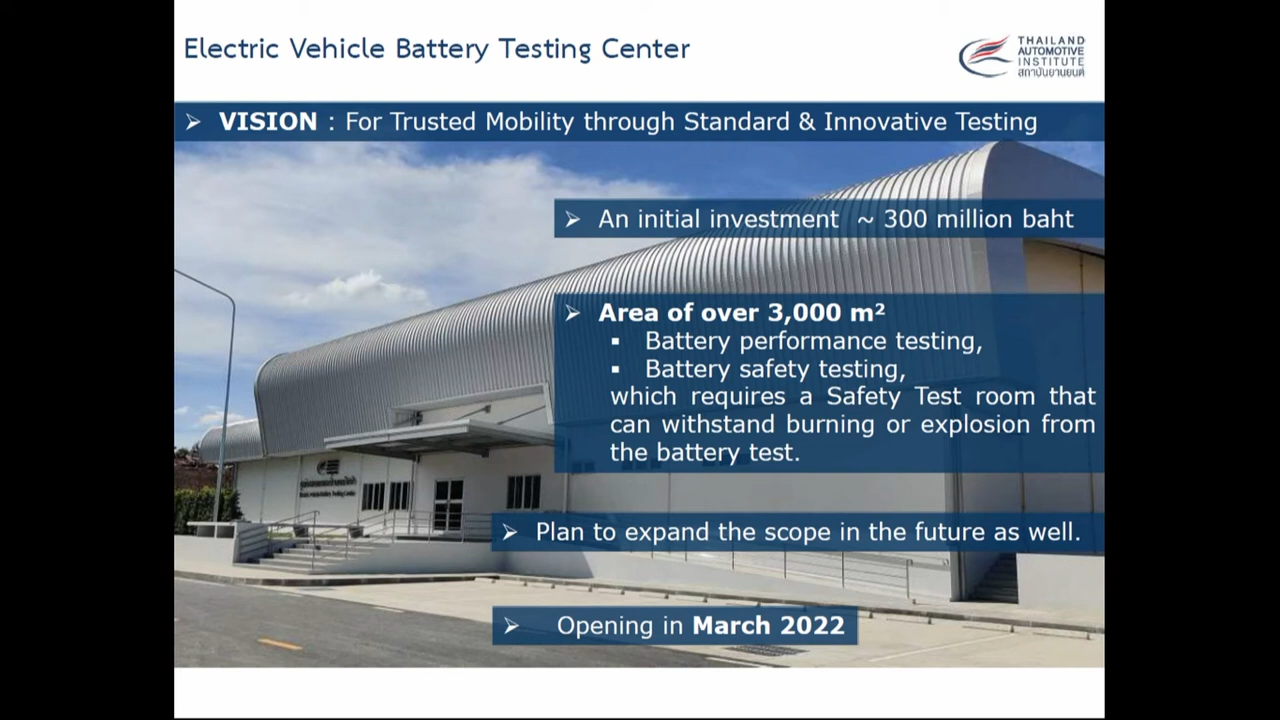 Electric Vehicle Battery Testing Center
THAILAND
AUTOMOTIVE
INSTITUTE
สถาบันยานยนต์
➢ VISION : For Trusted Mobility through Standard & Innovative Testing
➢ An initial investment ~ 300 million baht
➢ Area of over 3,000 m²
▪ Battery performance testing,
▪ Battery safety testing,
which requires a Safety Test room that
can withstand burning or explosion from
the battery test.
➢ Plan to expand the scope in the future as well.
➢ Opening in March 2022